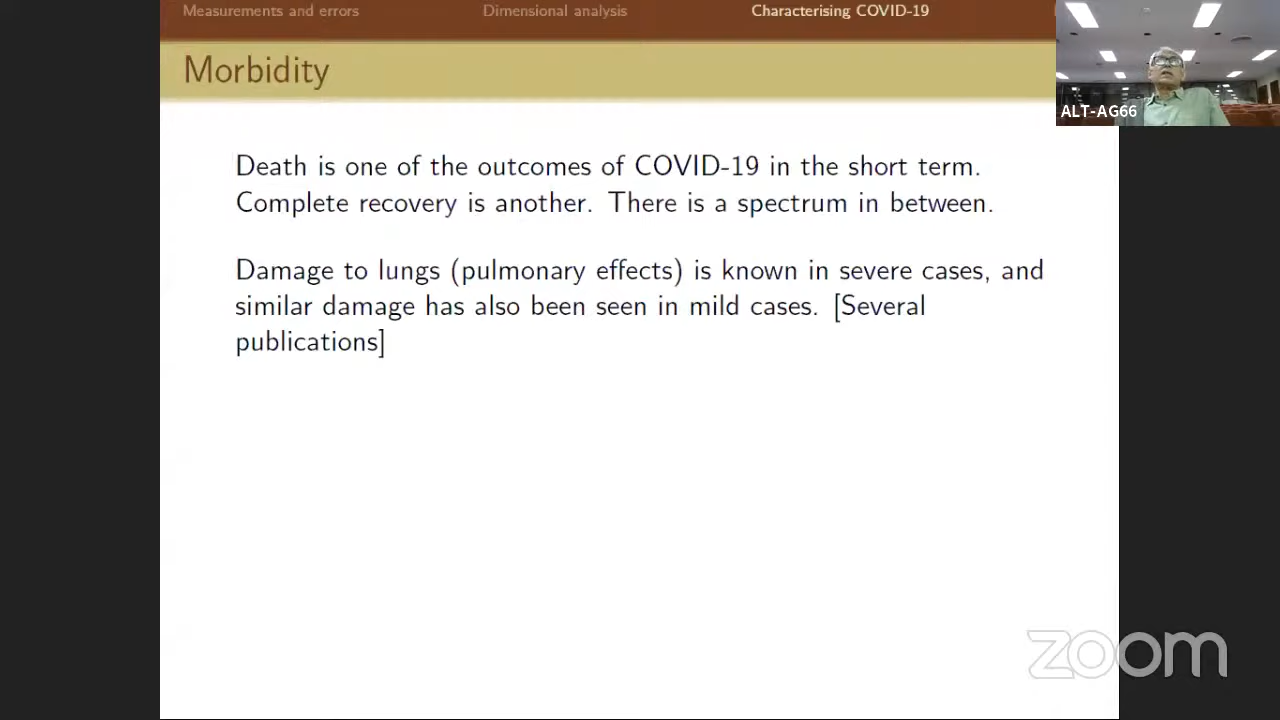 Measurements and errors
Dimensional analysis
Characterising COVID-19
Morbidity
ALT-AG66
Death is one of the outcomes of COVID-19 in the short term.
Complete recovery is another. There is a spectrum in between.
Damage to lungs (pulmonary effects) is known in severe cases, and
similar damage has also been seen in mild cases. [Several
publications]
zoom